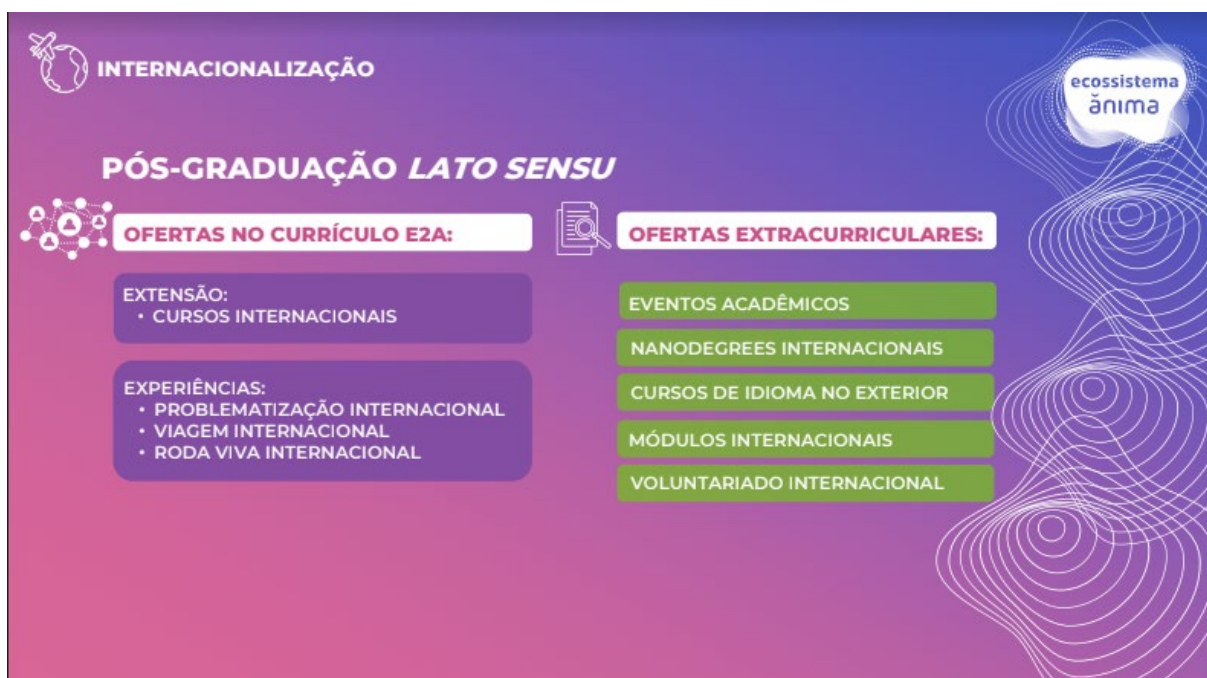 INTERNACIONALIZAÇÃO
ecossistema
ănıma
PÓS-GRADUAÇÃO LATO SENSU
OFERTAS NO CURRÍCULO E2A:
EXTENSÃO:
• CURSOS INTERNACIONAIS
EXPERIÊNCIAS:
• PROBLEMATIZAÇÃO INTERNACIONAL
• VIAGEM INTERNACIONAL
• RODA VIVA INTERNACIONAL
OFERTAS EXTRACURRICULARES:
EVENTOS ACADÊMICOS
NANODEGREES INTERNACIONAIS
CURSOS DE IDIOMA NO EXTERIOR
MÓDULOS INTERNACIONAIS
VOLUNTARIADO INTERNACIONAL